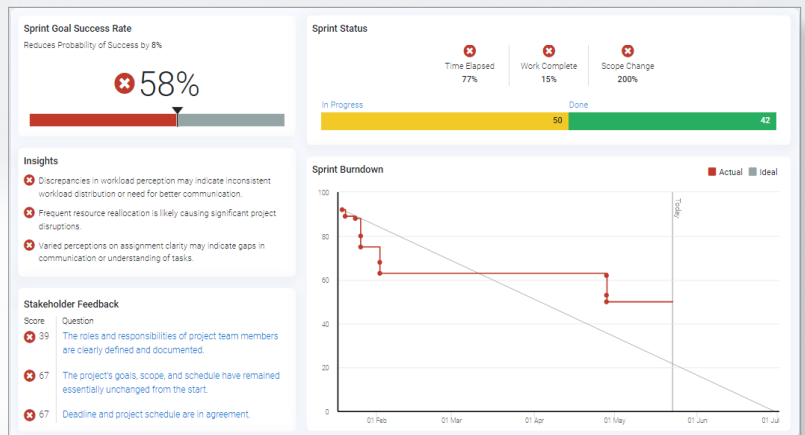 Sprint Goal Success Rate
Reduces Probability of Success by 8%
58%
Insights
Discrepancies in workload perception may indicate inconsistent
workload distribution or need for better communication.
Frequent resource reallocation is likely causing significant project
disruptions.
Varied perceptions on assignment clarity may indicate gaps in
communication or understanding of tasks.
Stakeholder Feedback
Score Question
39 The roles and responsibilities of project team members
are clearly defined and documented.
67 The project's goals, scope, and schedule have remained
essentially unchanged from the start.
67 Deadline and project schedule are in agreement.
Sprint Status
Time Elapsed Work Complete Scope Change
77% 15% 200%
In Progress Done
50 42
Sprint Burndown
Actual Ideal
100
80
60
40
20
0
Today
01 Feb 01 Mar 01 Apr 01 May 01 Jun 01 Jul